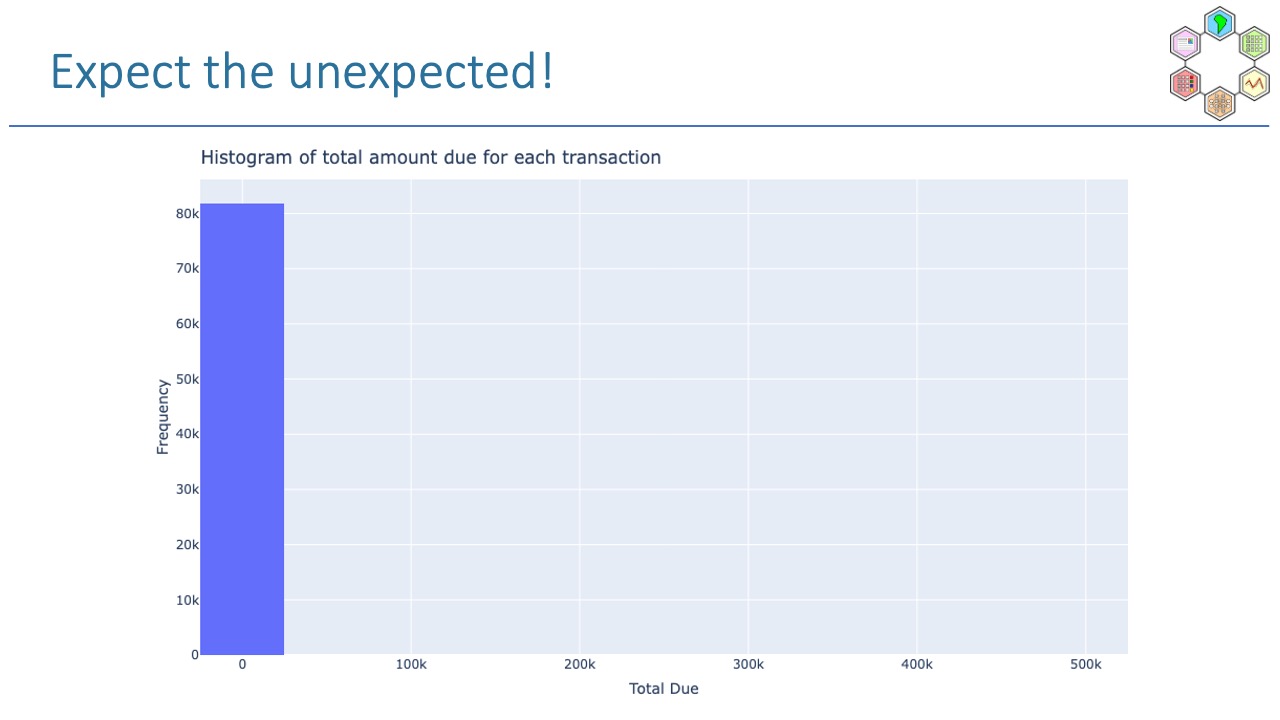 Expect the unexpected!
Histogram of total amount due for each transaction
80k
70k
60k
50k
40k
30k
20k
10k
0
Frequency
0 100k 200k 300k 400k 500k
Total Due